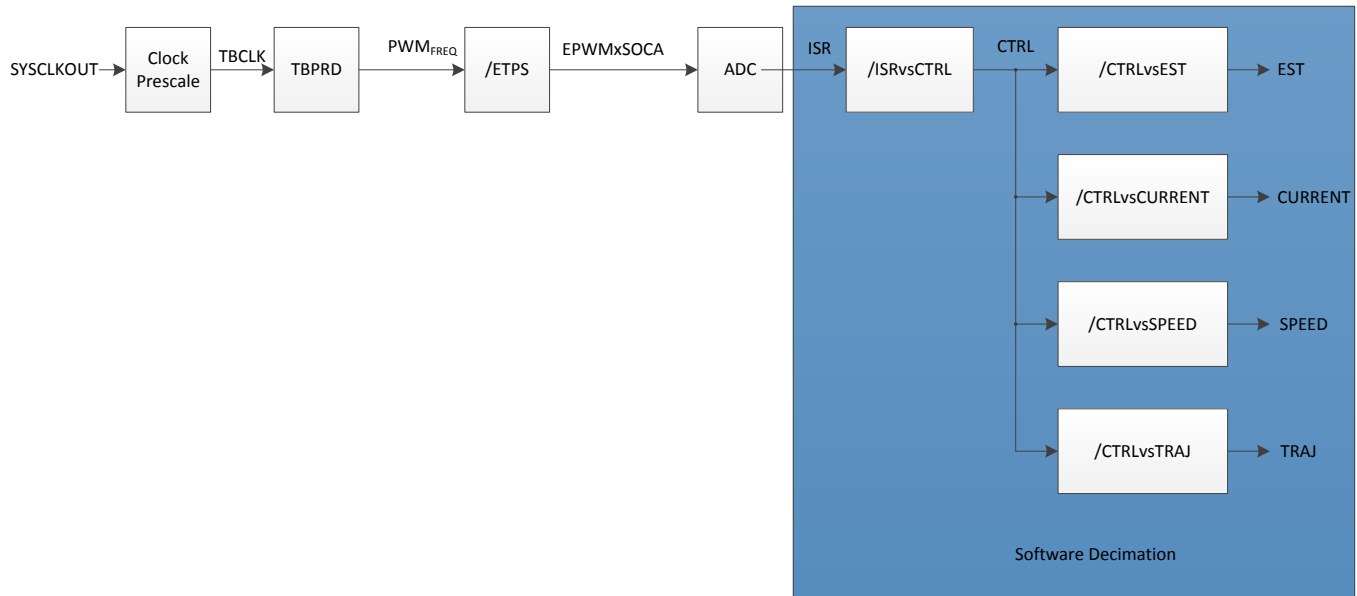 SYSCLKOUT
Clock
Prescale
TBCLK
TBPRD
PWM_FREQ
/ETPS
EPWMxSOCA
ADC
ISR
/ISRvsCTRL
CTRL
/CTRLvsEST
EST
/CTRLvsCURRENT
CURRENT
/CTRLvsSPEED
SPEED
/CTRLvsTRAJ
TRAJ
Software Decimation